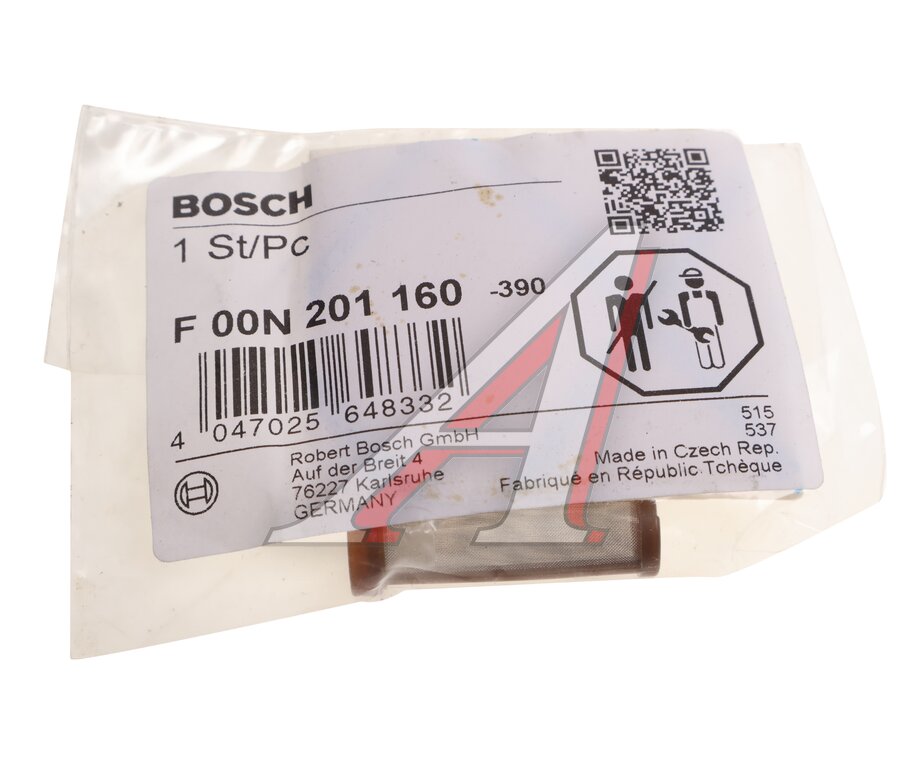 BOSCH
1 St/Pc
F 00N 201 160 -390
4 047025 648332
515
537
Robert Bosch GmbH
Auf der Breit 4
76227 Karlsruhe
GERMANY
Made in Czech Rep.
Fabriqué en République Tchèque